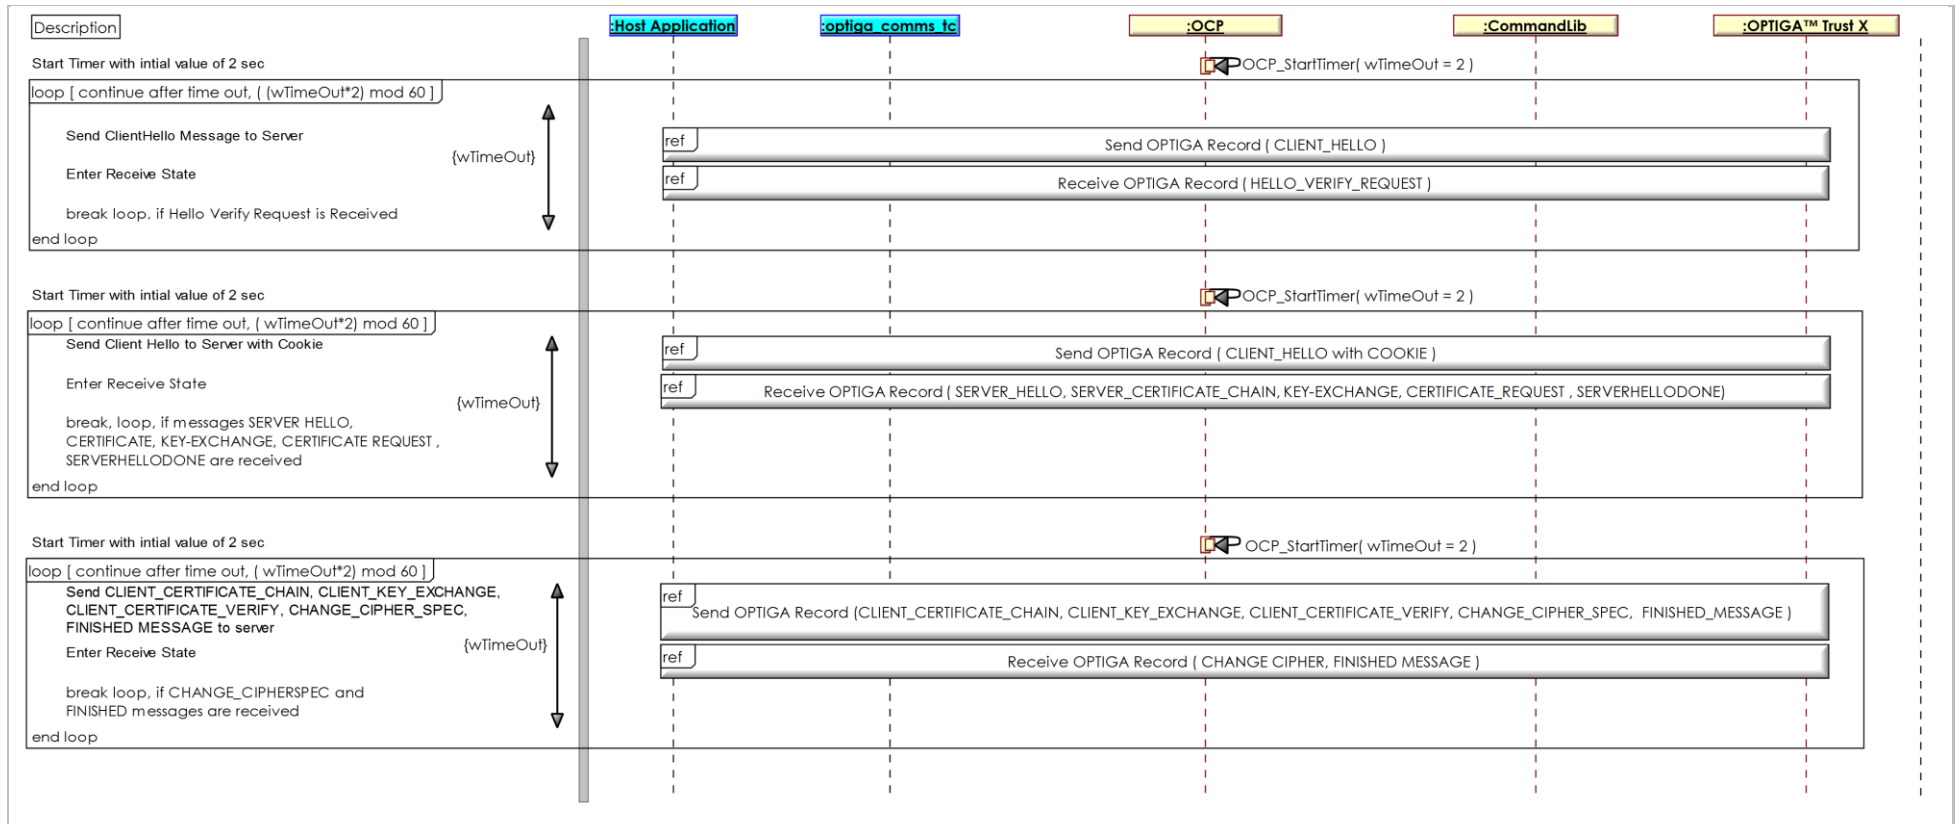 Description
:Host Application
:optiga_comms_tc
:OCP
:CommandLib
:OPTIGA™ Trust X
Start Timer with intial value of 2 sec
OCP_StartTimer( wTimeOut = 2 )
loop [ continue after time out, ( (wTimeOut*2) mod 60 ]
Send ClientHello Message to Server
ref
Send OPTIGA Record ( CLIENT_HELLO )
{wTimeOut}
Enter Receive State
ref
Receive OPTIGA Record ( HELLO_VERIFY_REQUEST )
break loop, if Hello Verify Request is Received
end loop
Start Timer with intial value of 2 sec
OCP_StartTimer( wTimeOut = 2 )
loop [ continue after time out, ( wTimeOut*2) mod 60 ]
Send Client Hello to Server with Cookie
ref
Send OPTIGA Record ( CLIENT_HELLO with COOKIE )
Enter Receive State
ref
Receive OPTIGA Record ( SERVER_HELLO, SERVER_CERTIFICATE_CHAIN, KEY-EXCHANGE, CERTIFICATE_REQUEST , SERVERHELLODONE)
{wTimeOut}
break, loop, if messages SERVER HELLO,
CERTIFICATE, KEY-EXCHANGE, CERTIFICATE REQUEST ,
SERVERHELLODONE are received
end loop
Start Timer with intial value of 2 sec
OCP_StartTimer( wTimeOut = 2 )
loop [ continue after time out, ( wTimeOut*2) mod 60 ]
Send CLIENT_CERTIFICATE_CHAIN, CLIENT_KEY_EXCHANGE,
CLIENT_CERTIFICATE_VERIFY, CHANGE_CIPHER_SPEC,
FINISHED MESSAGE to server
ref
Send OPTIGA Record (CLIENT_CERTIFICATE_CHAIN, CLIENT_KEY_EXCHANGE, CLIENT_CERTIFICATE_VERIFY, CHANGE_CIPHER_SPEC, FINISHED_MESSAGE )
{wTimeOut}
Enter Receive State
ref
Receive OPTIGA Record ( CHANGE CIPHER, FINISHED MESSAGE )
break loop, if CHANGE_CIPHERSPEC and
FINISHED messages are received
end loop